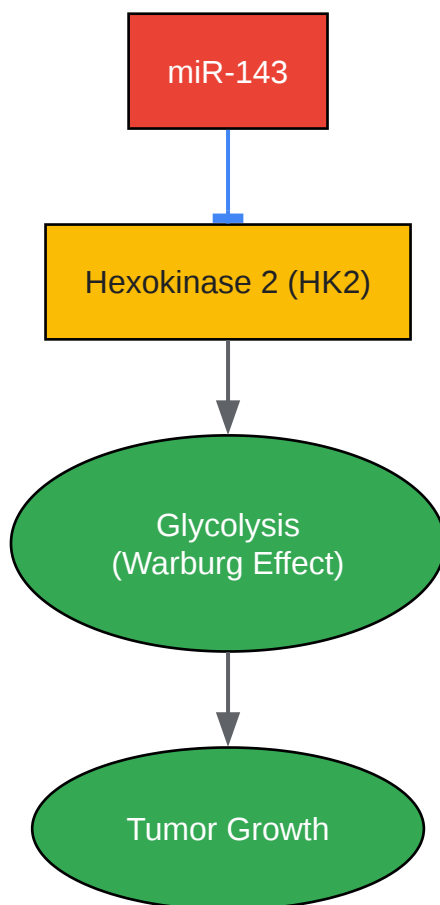 miR-143
Hexokinase 2 (HK2)
Glycolysis
(Warburg Effect)
Tumor Growth